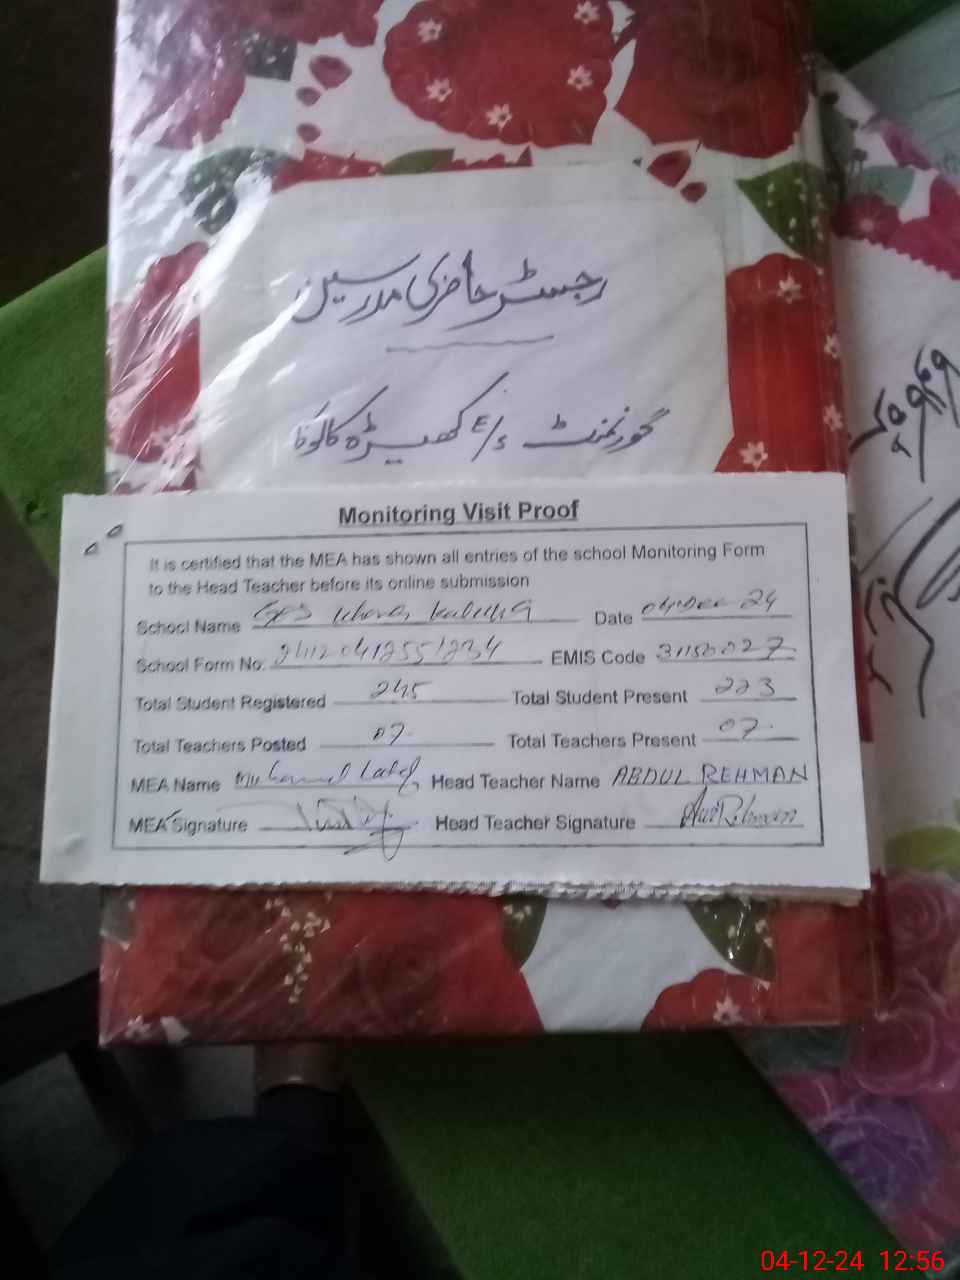 رجسٹر حاضری مدرسین
گورنمنٹ E/S کھیڑہ کالونا
Monitoring Visit Proof
It is certified that the MEA has shown all entries of the school Monitoring Form
to the Head Teacher before its online submission
School Name Date 04 Dec 24
School Form No: EMIS Code 31150027
Total Student Registered 245 Total Student Present 223
Total Teachers Posted 07 Total Teachers Present 07
MEA Name Muhammad Head Teacher Name ABDUL REHMAN
MEA Signature Head Teacher Signature
04-12-24 12:56